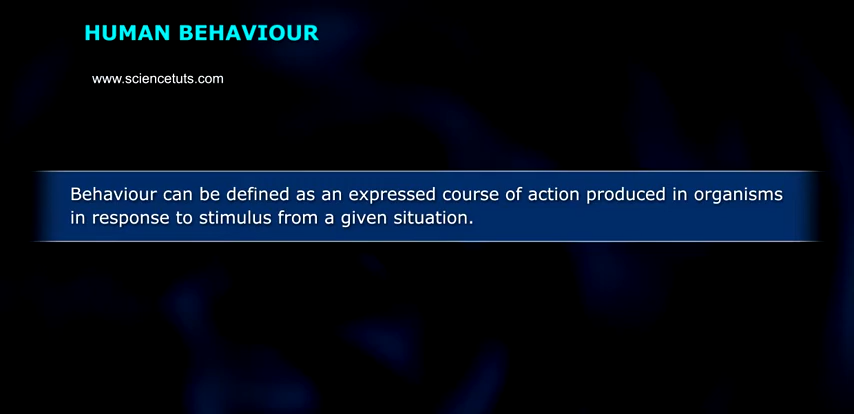 HUMAN BEHAVIOUR
www.sciencetuts.com
Behaviour can be defined as an expressed course of action produced in organisms
in response to stimulus from a given situation.